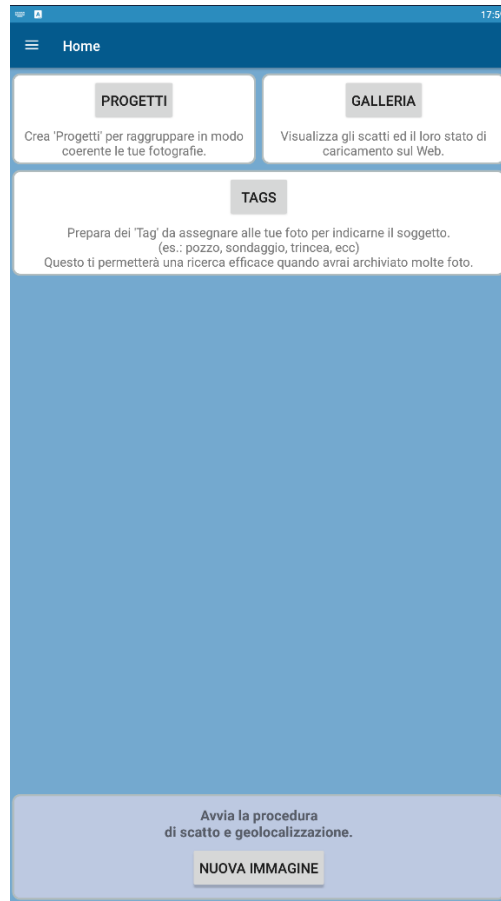 17:5
Home
PROGETTI
Crea 'Progetti' per raggruppare in modo
coerente le tue fotografie.
GALLERIA
Visualizza gli scatti ed il loro stato di
caricamento sul Web.
TAGS
Prepara dei 'Tag' da assegnare alle tue foto per indicarne il soggetto.
(es.: pozzo, sondaggio, trincea, ecc)
Questo ti permetterà una ricerca efficace quando avrai archiviato molte foto.
Avvia la procedura
di scatto e geolocalizzazione.
NUOVA IMMAGINE